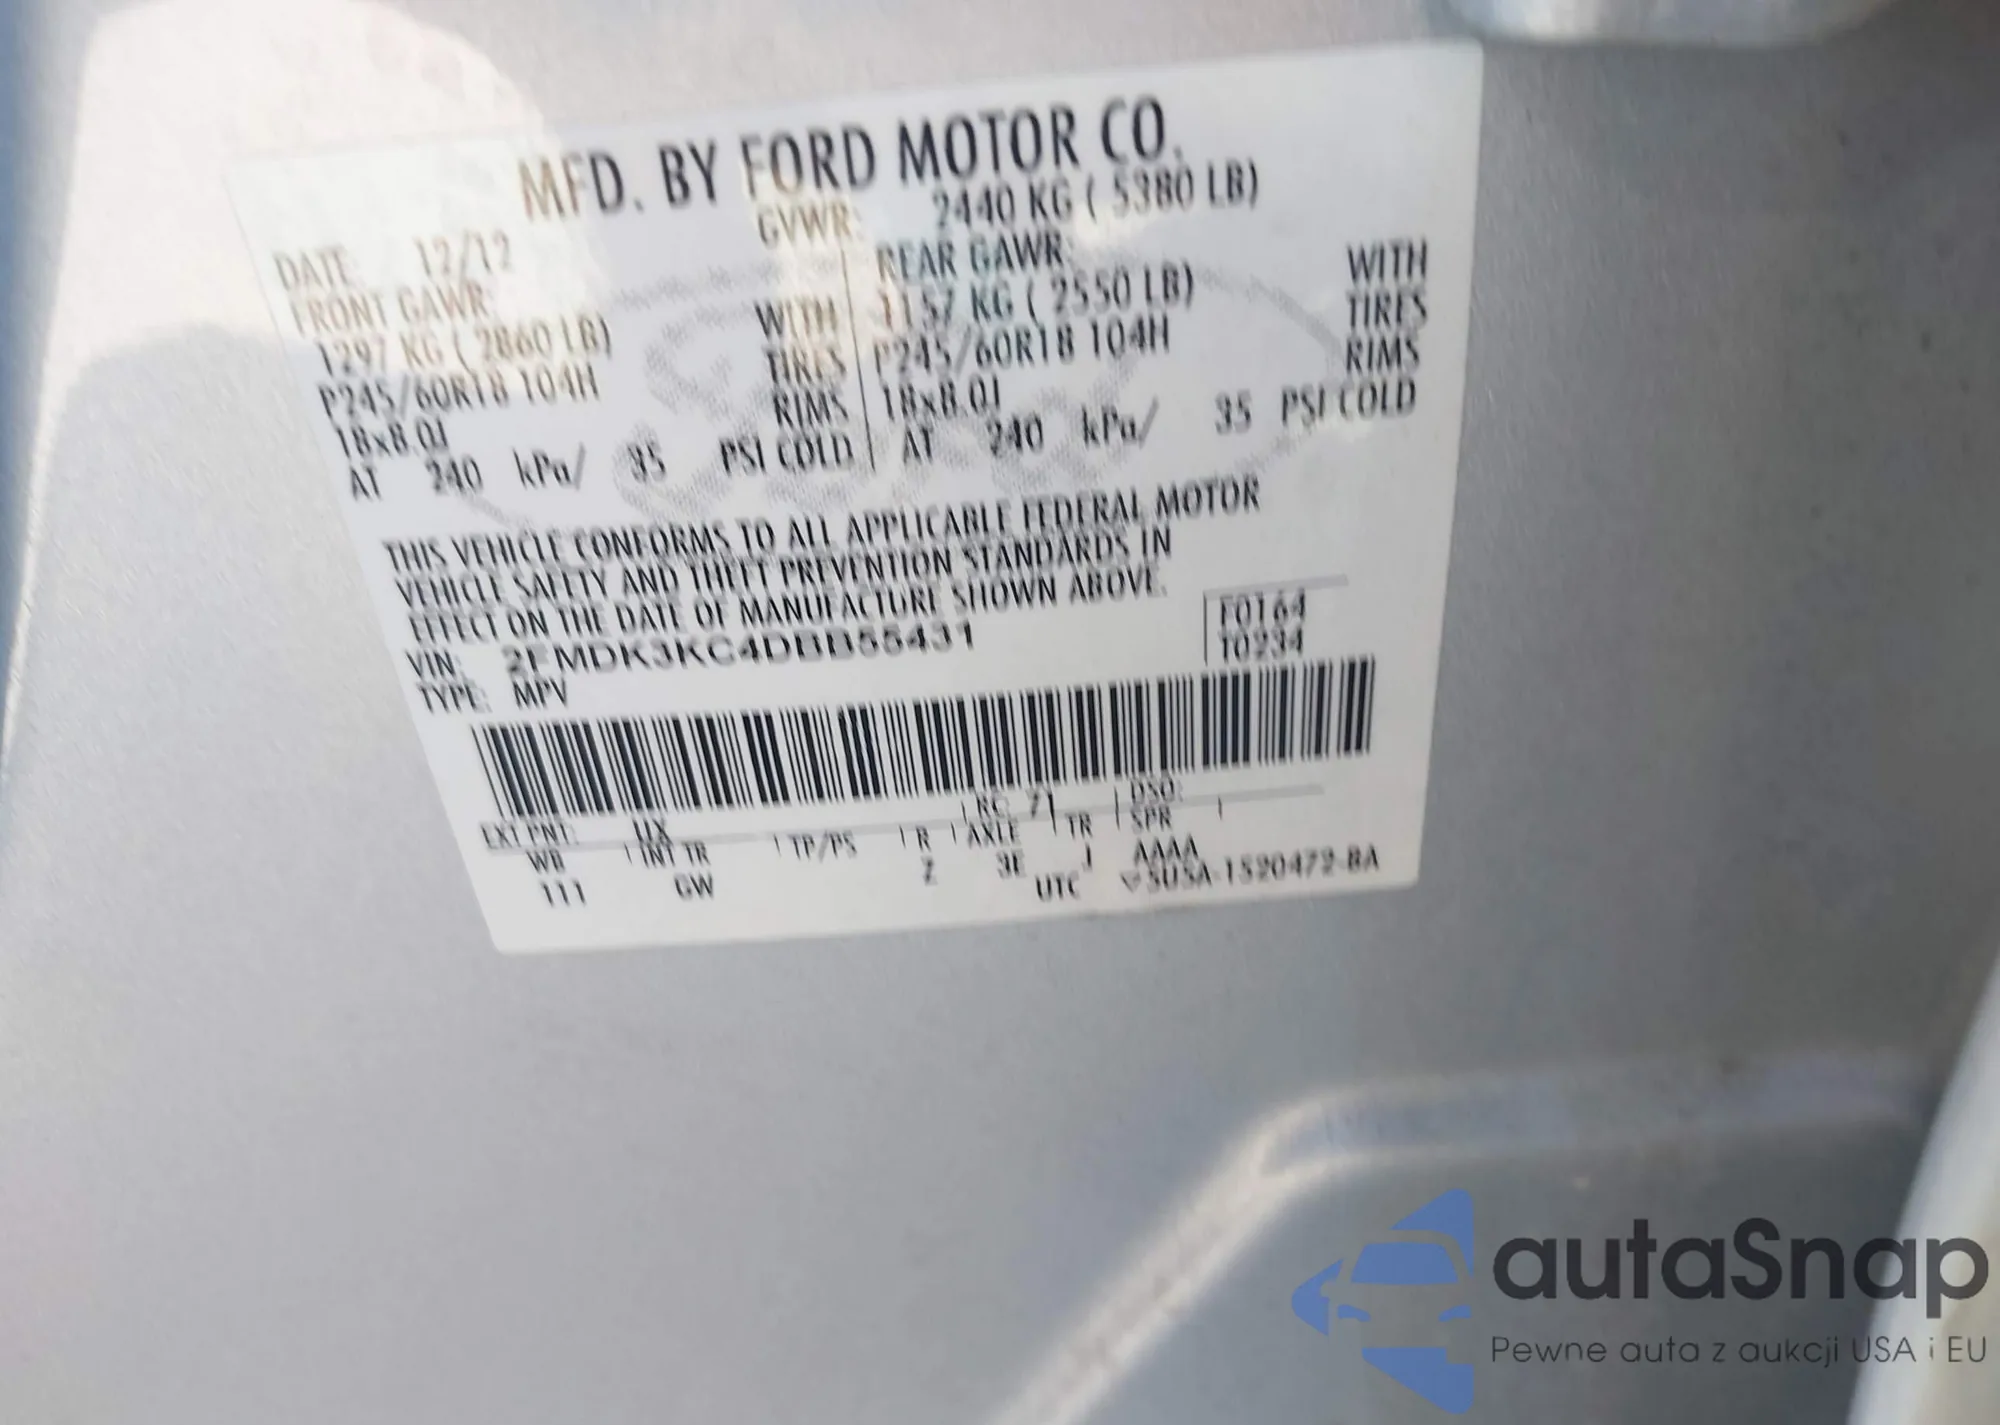 MFD. BY FORD MOTOR CO.
DATE: 12/12 GVWR: 2440 KG ( 5380 LB)
FRONT GAWR: REAR GAWR:
1297 KG ( 2860 LB) WITH 1157 KG ( 2550 LB) WITH
P245/60R18 104H TIRES P245/60R18 104H TIRES
18x8.0J RIMS 18x8.0J RIMS
AT 240 kPa/ 35 PSI COLD AT 240 kPa/ 35 PSI COLD
THIS VEHICLE CONFORMS TO ALL APPLICABLE FEDERAL MOTOR
VEHICLE SAFETY AND THEFT PREVENTION STANDARDS IN
EFFECT ON THE DATE OF MANUFACTURE SHOWN ABOVE.
VIN: 2FMDK3KC4DBB55431 F0164
TYPE: MPV T0234
EXT PNT: UX RC: 71 DSO:
WB INT TR TP/PS R AXLE TR SPR
111 GW Z 3E J AAAA
UTC 5U5A-1520472-BA
autaSnap
Pewne auta z aukcji USA i EU